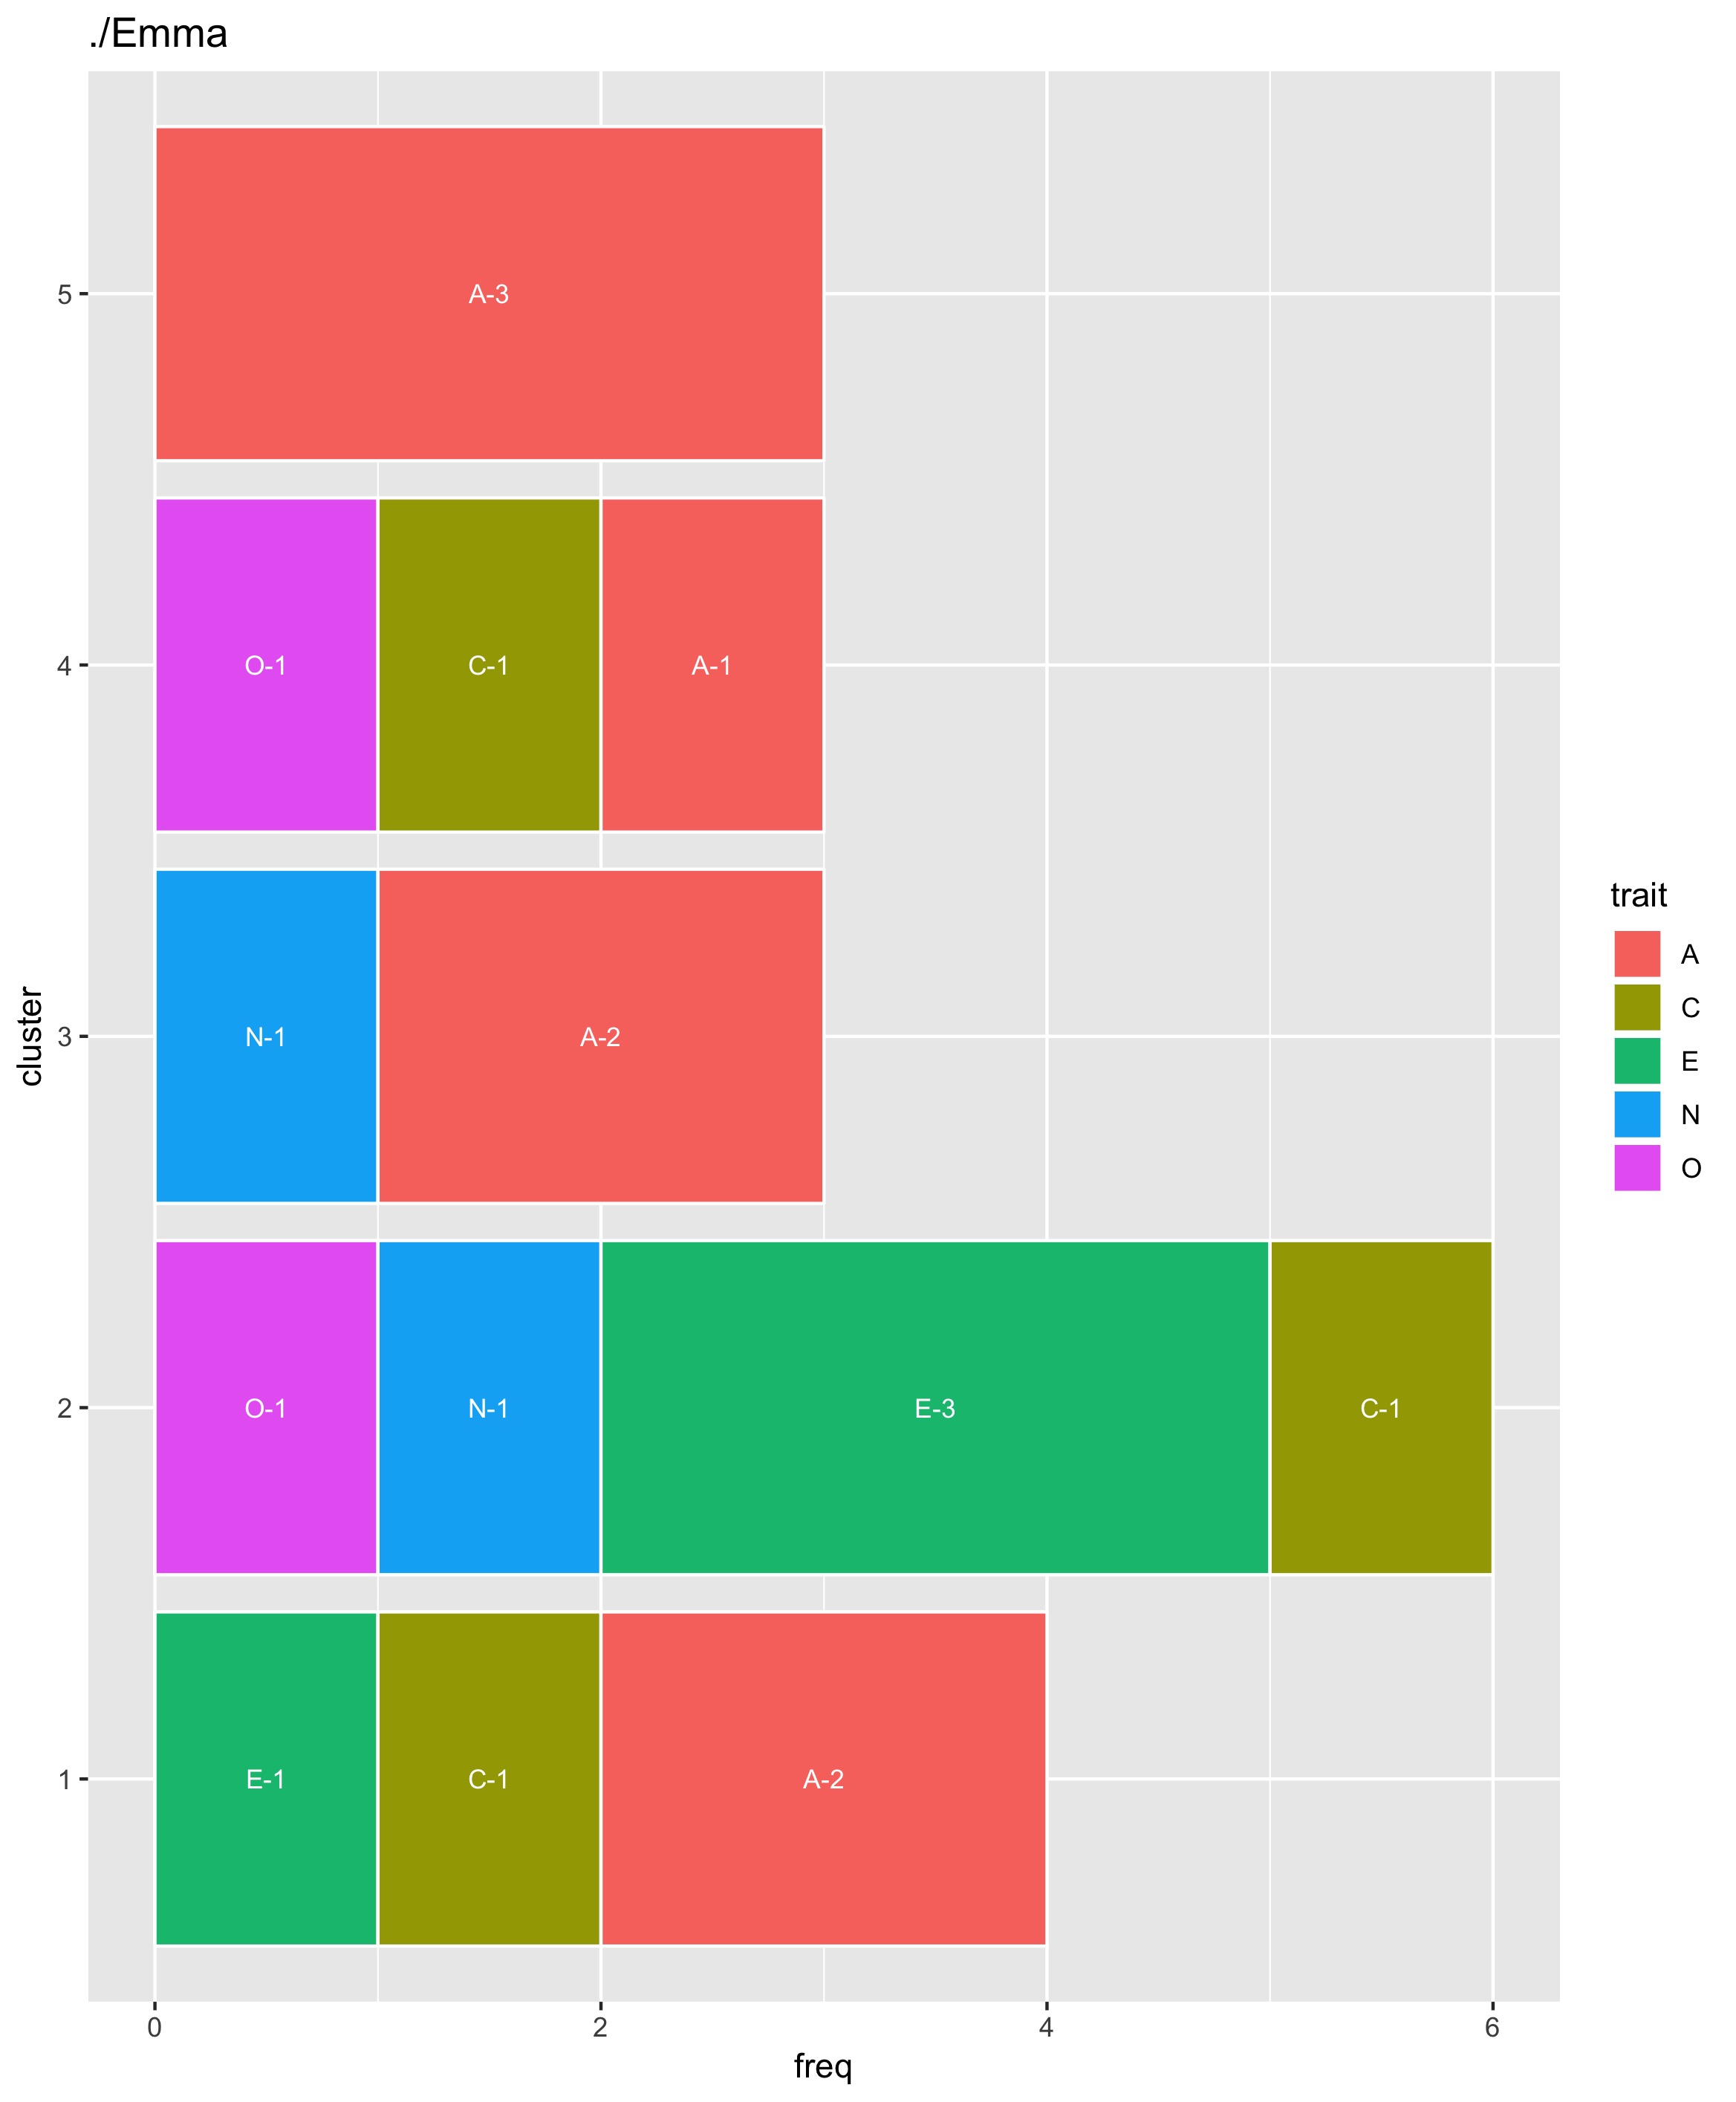 ./Emma
5
A-3
4
O-1
C-1
A-1
3
N-1
A-2
2
O-1
N-1
E-3
C-1
1
E-1
C-1
A-2
0
2
4
6
freq
cluster
trait
A
C
E
N
O